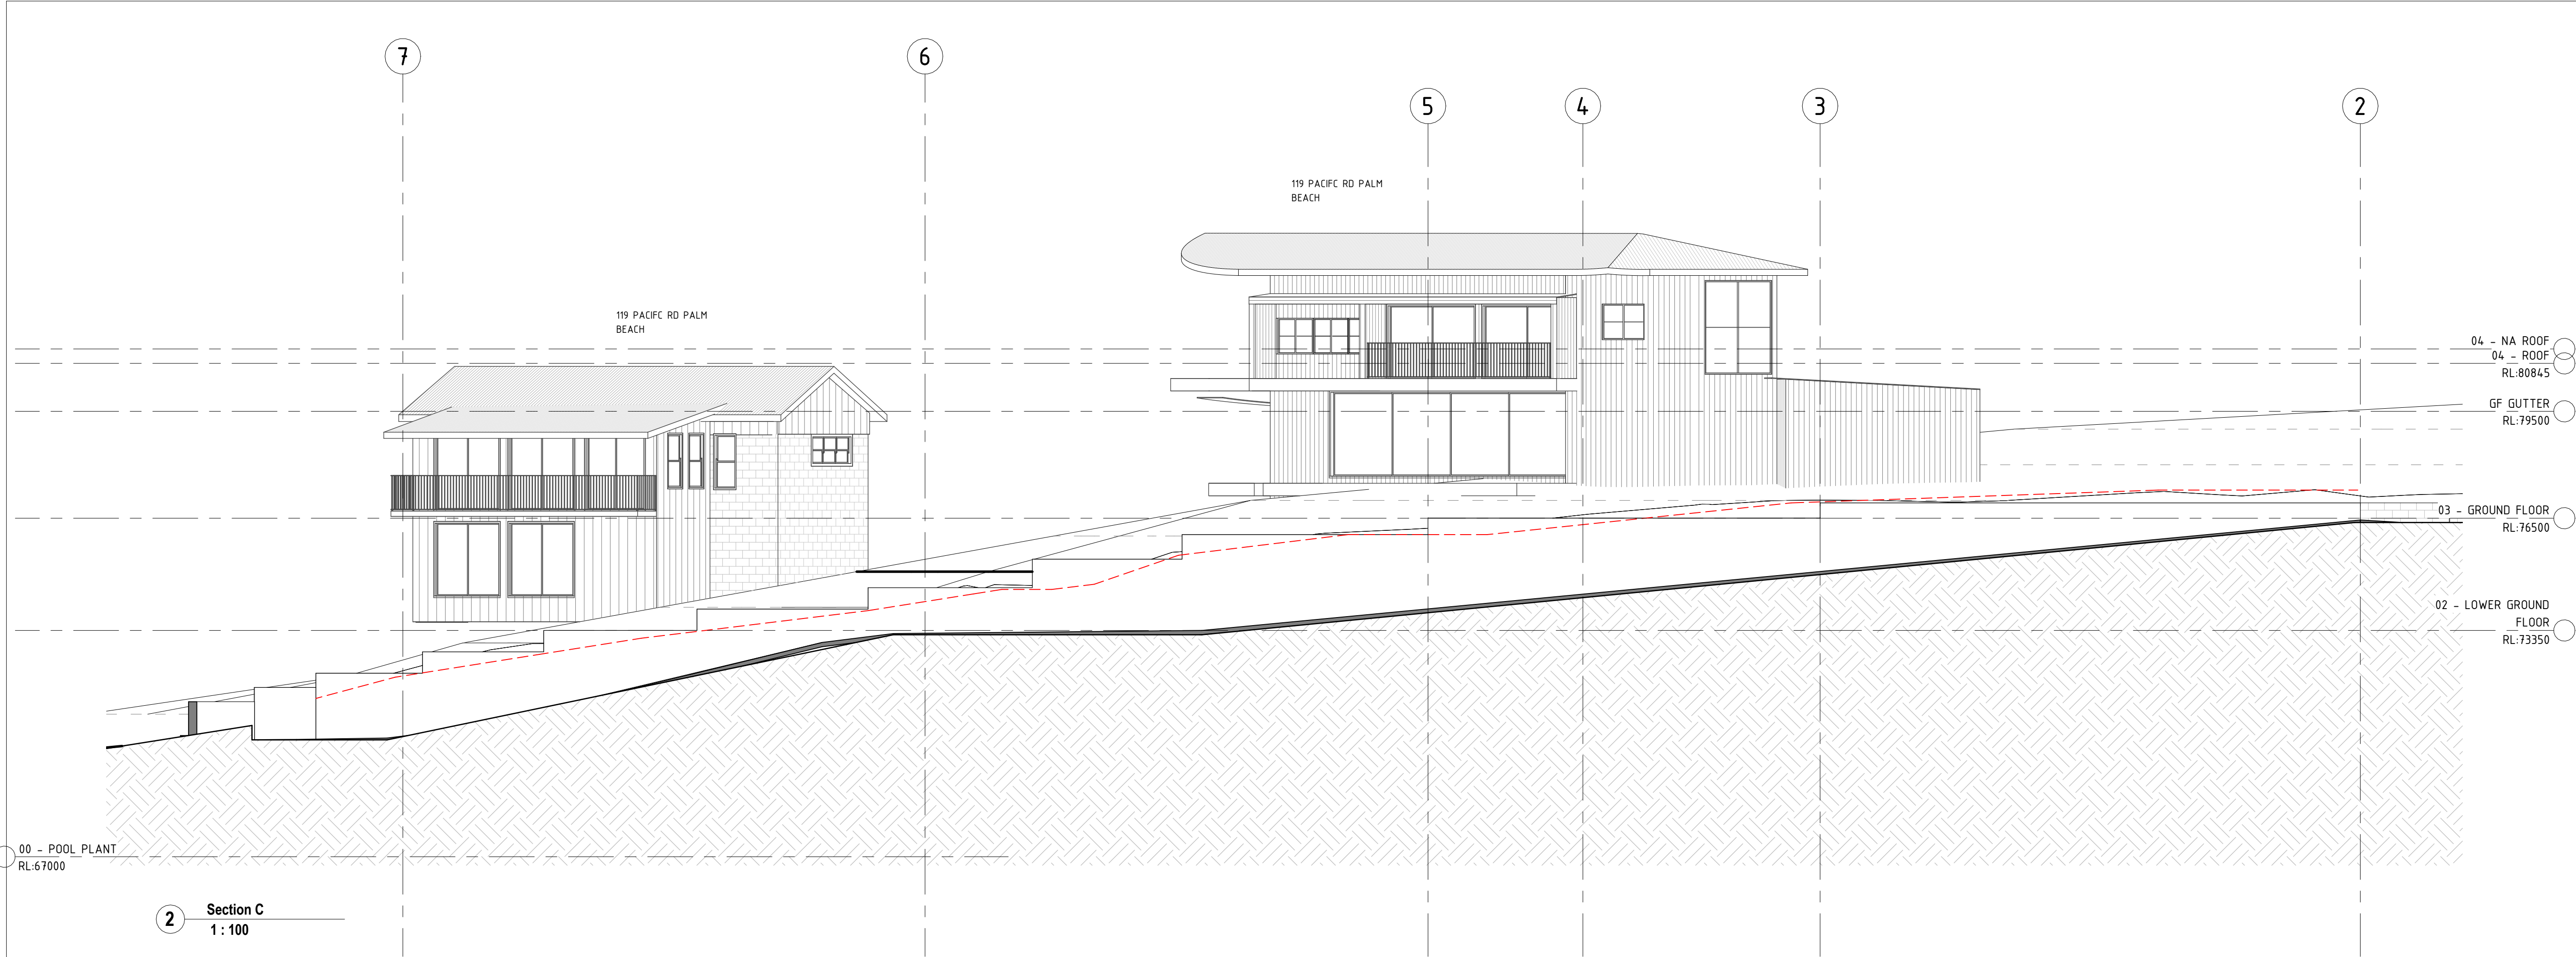 7
6
5
4
3
2
119 PACIFC RD PALM
BEACH
119 PACIFC RD PALM
BEACH
04 - NA ROOF
04 - ROOF
RL:80845
GF GUTTER
RL:79500
03 - GROUND FLOOR
RL:76500
02 - LOWER GROUND
FLOOR
RL:73350
00 - POOL PLANT
RL:67000
2
Section C
1 : 100